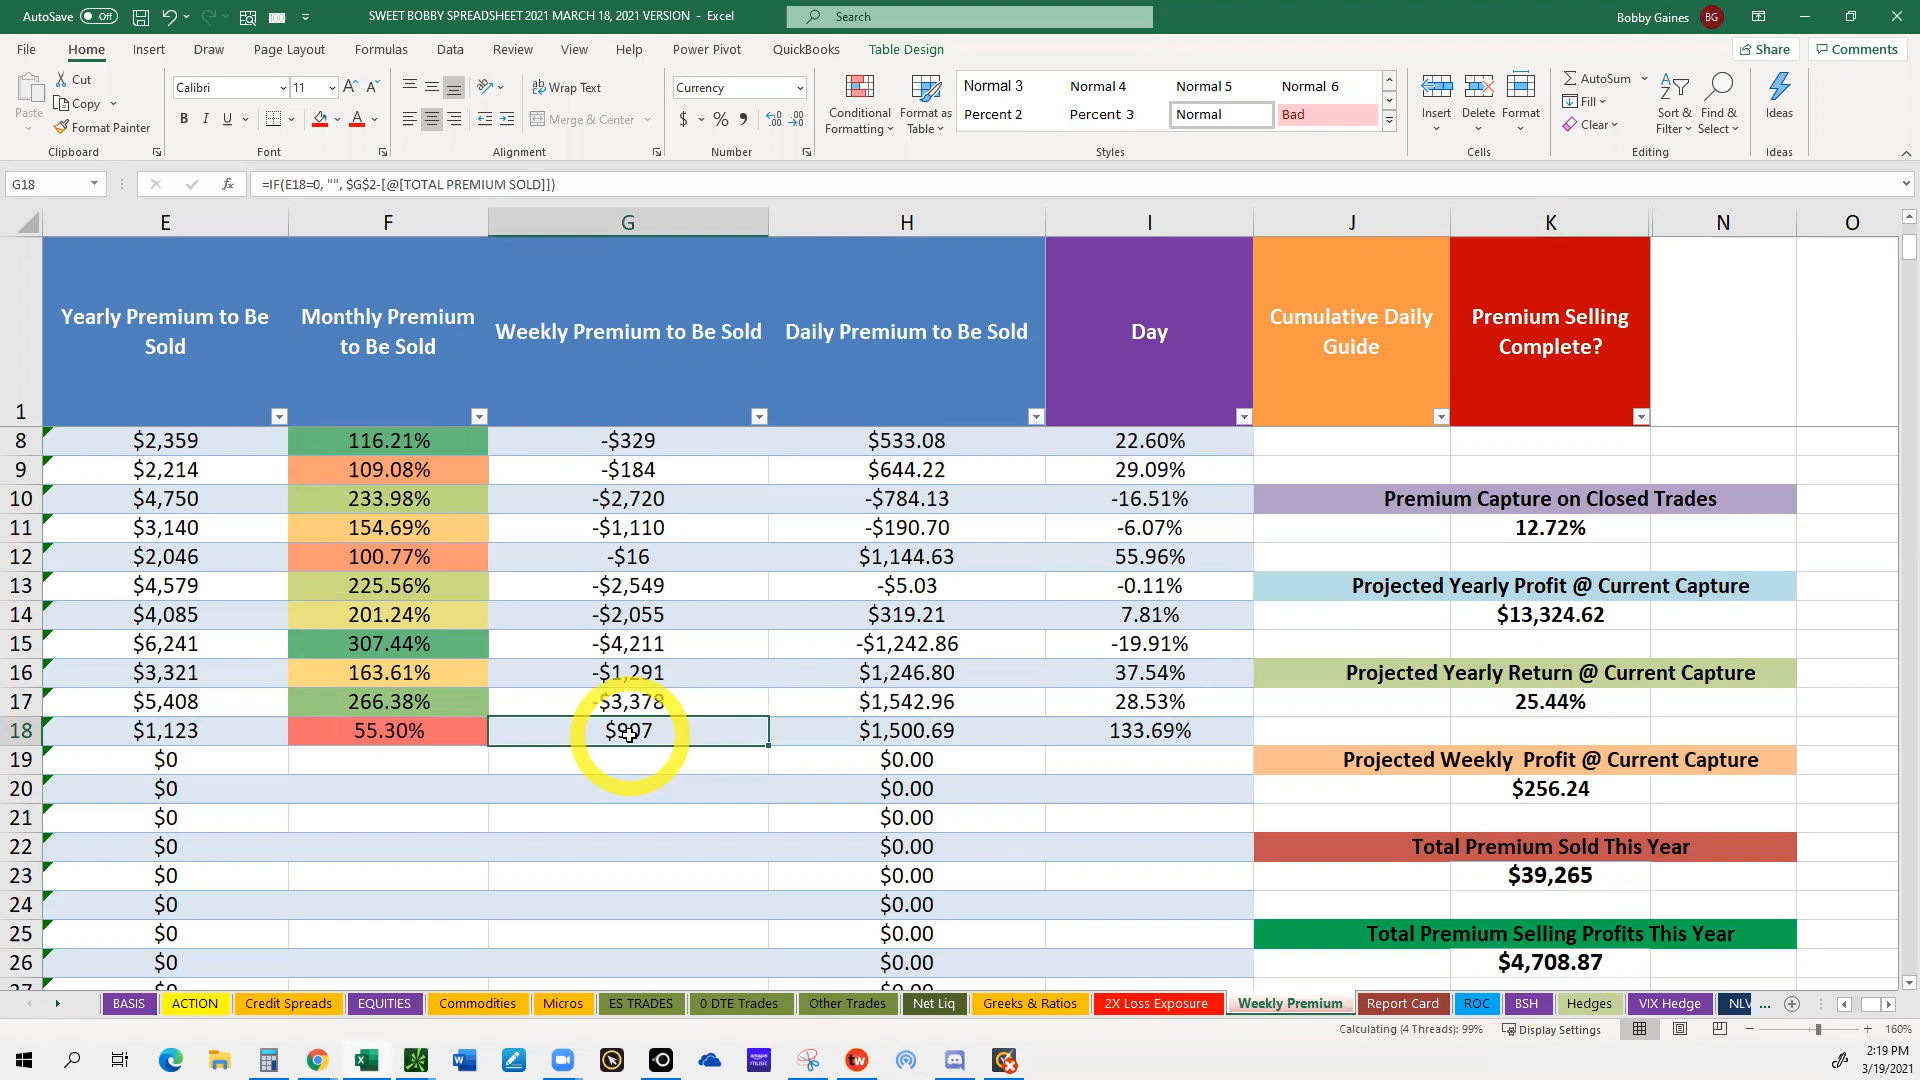 AutoSave Off SWEET BOBBY SPREADSHEET 2021 MARCH 18, 2021 VERSION - Excel Search Bobby Gaines BG
File Home Insert Draw Page Layout Formulas Data Review View Help Power Pivot QuickBooks Table Design Share Comments
Cut Calibri 11 Wrap Text Currency Normal 3 Normal 4 Normal 5 Normal 6 AutoSum
Paste Copy Conditional Formatting Format as Table Insert Delete Format Fill Sort & Filter Find & Select Ideas
Format Painter B I U Merge & Center $ % Percent 2 Percent 3 Normal Bad Clear
Clipboard Font Alignment Number Styles Cells Editing Ideas
G18 fx =IF(E18=0, "", $G$2-[@[TOTAL PREMIUM SOLD]])
E F G H I J K N O
1 Yearly Premium to Be Sold Monthly Premium to Be Sold Weekly Premium to Be Sold Daily Premium to Be Sold Day Cumulative Daily Guide Premium Selling Complete?
8 $2,359 116.21% -$329 $533.08 22.60%
9 $2,214 109.08% -$184 $644.22 29.09%
10 $4,750 233.98% -$2,720 -$784.13 -16.51% Premium Capture on Closed Trades
11 $3,140 154.69% -$1,110 -$190.70 -6.07% 12.72%
12 $2,046 100.77% -$16 $1,144.63 55.96%
13 $4,579 225.56% -$2,549 -$5.03 -0.11% Projected Yearly Profit @ Current Capture
14 $4,085 201.24% -$2,055 $319.21 7.81% $13,324.62
15 $6,241 307.44% -$4,211 -$1,242.86 -19.91%
16 $3,321 163.61% -$1,291 $1,246.80 37.54% Projected Yearly Return @ Current Capture
17 $5,408 266.38% -$3,378 $1,542.96 28.53% 25.44%
18 $1,123 55.30% $1,500.69 133.69%
19 $0 $0.00 Projected Weekly Profit @ Current Capture
20 $0 $0.00 $256.24
21 $0 $0.00
22 $0 $0.00 Total Premium Sold This Year
23 $0 $0.00 $39,265
24 $0 $0.00
25 $0 $0.00 Total Premium Selling Profits This Year
26 $0 $0.00 $4,708.87
BASIS ACTION Credit Spreads EQUITIES Commodities Micros ES TRADES 0 DTE Trades Other Trades Net Liq Greeks & Ratios 2X Loss Exposure Weekly Premium Report Card ROC BSH Hedges VIX Hedge NLV ...
Calculating (4 Threads): 99% Display Settings 160%
2:19 PM
3/19/2021